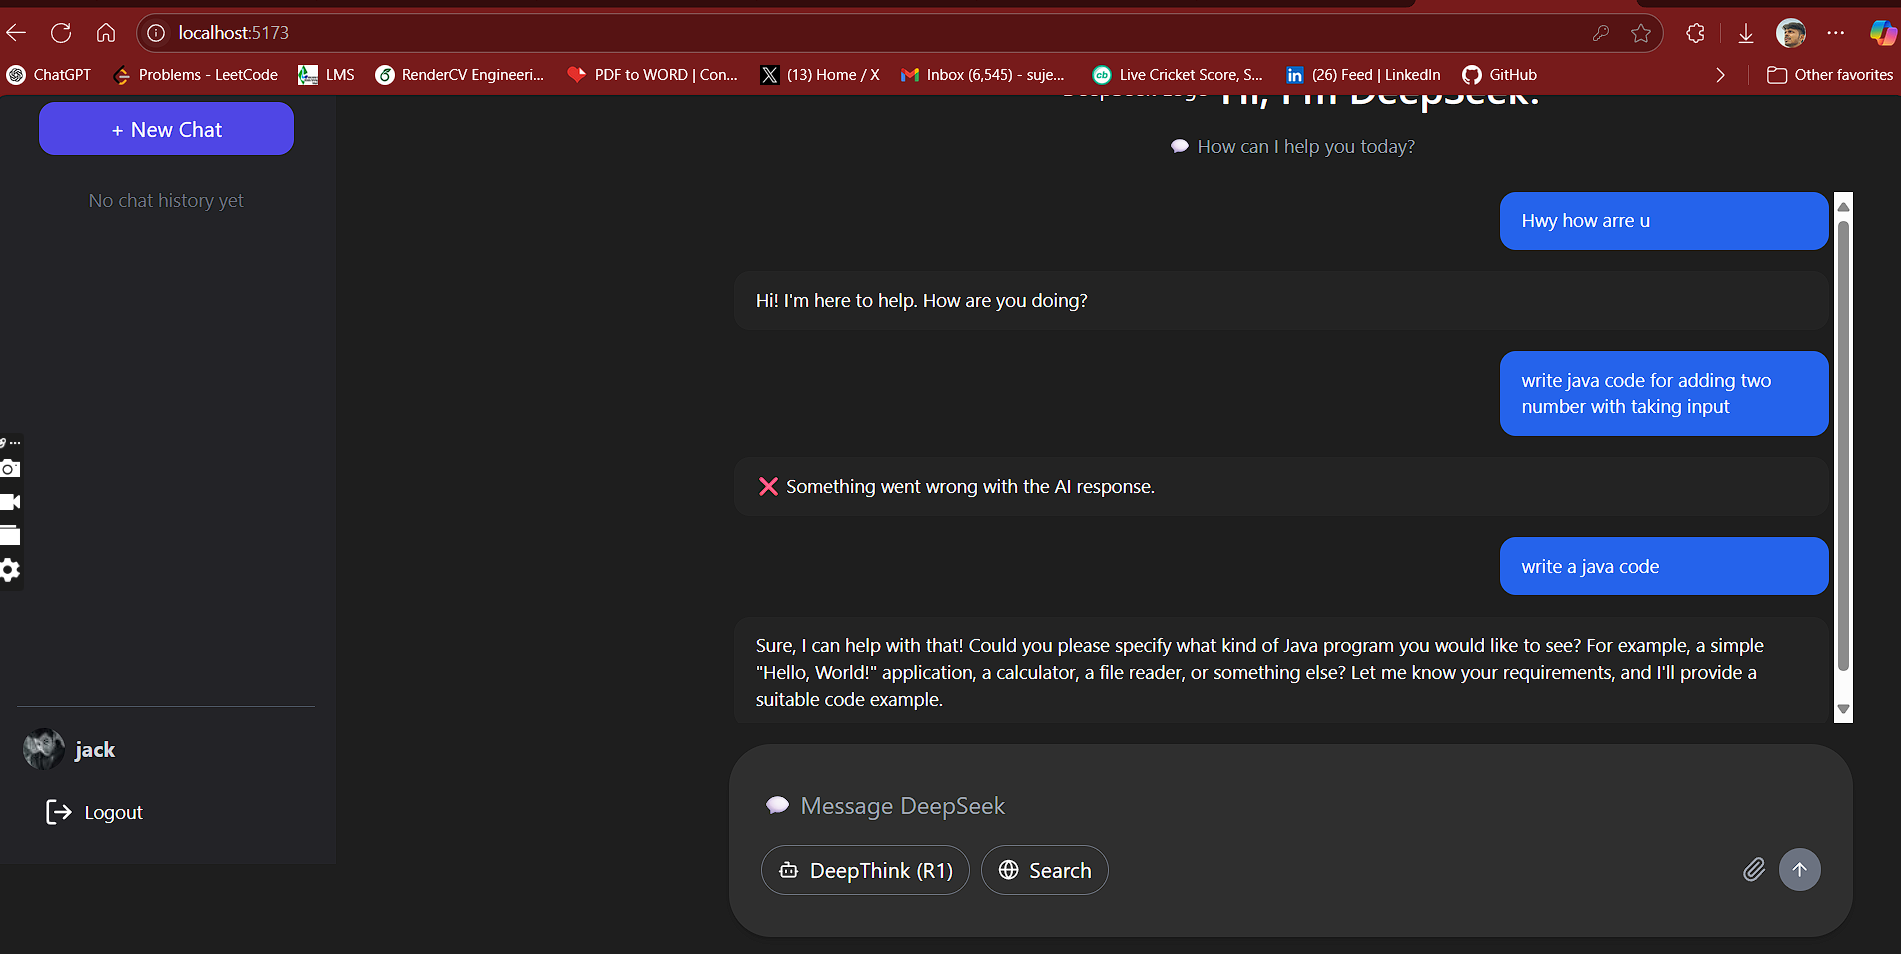 localhost:5173
ChatGPT
Problems - LeetCode
LMS
RenderCV Engineeri...
PDF to WORD | Con...
(13) Home / X
Inbox (6,545) - suje...
Live Cricket Score, S...
(26) Feed | LinkedIn
GitHub
Other favorites
+ New Chat
No chat history yet
DeepSeek Logo Hi, I'm DeepSeek.
💬 How can I help you today?
Hwy how arre u
Hi! I'm here to help. How are you doing?
write java code for adding two
number with taking input
❌ Something went wrong with the AI response.
write a java code
Sure, I can help with that! Could you please specify what kind of Java program you would like to see? For example, a simple
"Hello, World!" application, a calculator, a file reader, or something else? Let me know your requirements, and I'll provide a
suitable code example.
jack
Logout
💬 Message DeepSeek
DeepThink (R1)
Search